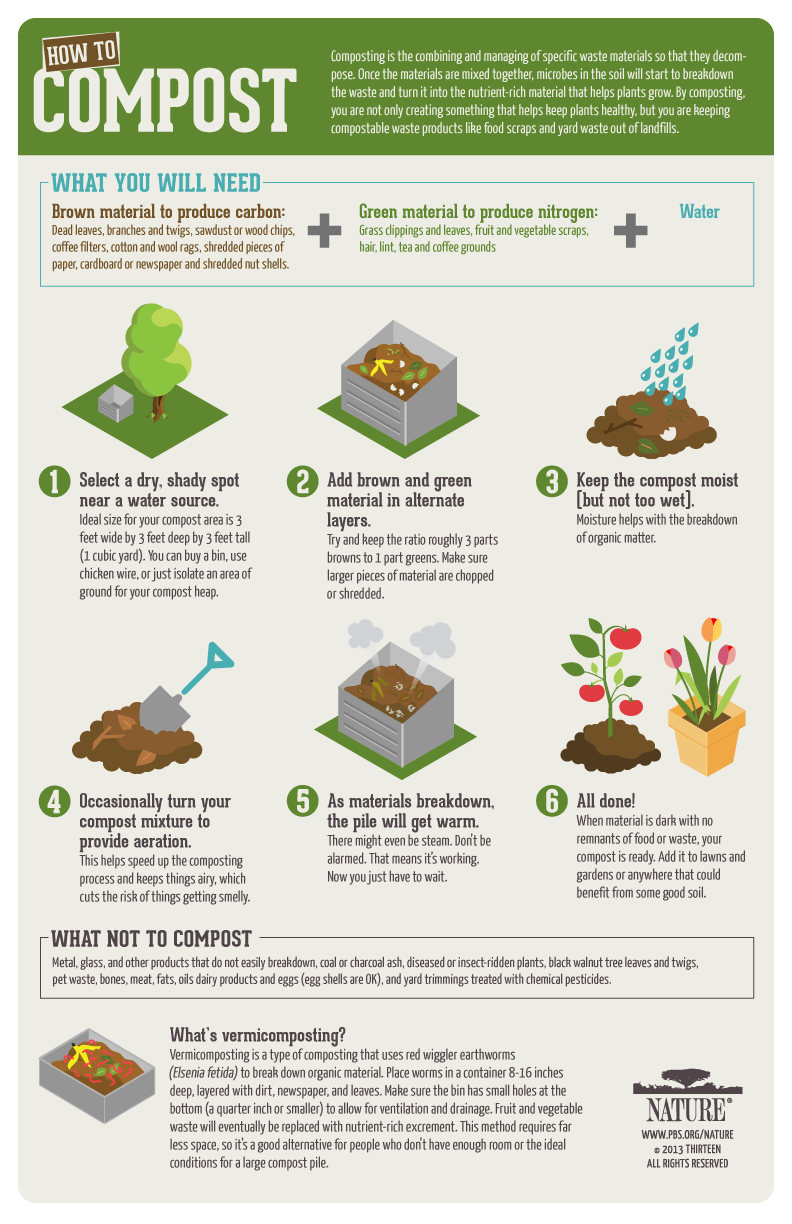 HOW TO
COMPOST
Composting is the combining and managing of specific waste materials so that they decom-
pose. Once the materials are mixed together, microbes in the soil will start to breakdown
the waste and turn it into the nutrient-rich material that helps plants grow. By composting,
you are not only creating something that helps keep plants healthy, but you are keeping
compostable waste products like food scraps and yard waste out of landfills.
WHAT YOU WILL NEED
Brown material to produce carbon:
Dead leaves, branches and twigs, sawdust or wood chips,
coffee filters, cotton and wool rags, shredded pieces of
paper, cardboard or newspaper and shredded nut shells.
+
Green material to produce nitrogen:
Grass clippings and leaves, fruit and vegetable scraps,
hair, lint, tea and coffee grounds
+
Water
1
Select a dry, shady spot
near a water source.
Ideal size for your compost area is 3
feet wide by 3 feet deep by 3 feet tall
(1 cubic yard). You can buy a bin, use
chicken wire, or just isolate an area of
ground for your compost heap.
2
Add brown and green
material in alternate
layers.
Try and keep the ratio roughly 3 parts
browns to 1 part greens. Make sure
larger pieces of material are chopped
or shredded.
3
Keep the compost moist
[but not too wet].
Moisture helps with the breakdown
of organic matter.
4
Occasionally turn your
compost mixture to
provide aeration.
This helps speed up the composting
process and keeps things airy, which
cuts the risk of things getting smelly.
5
As materials breakdown,
the pile will get warm.
There might even be steam. Don't be
alarmed. That means it's working.
Now you just have to wait.
6
All done!
When material is dark with no
remnants of food or waste, your
compost is ready. Add it to lawns and
gardens or anywhere that could
benefit from some good soil.
WHAT NOT TO COMPOST
Metal, glass, and other products that do not easily breakdown, coal or charcoal ash, diseased or insect-ridden plants, black walnut tree leaves and twigs,
pet waste, bones, meat, fats, oils dairy products and eggs (egg shells are OK), and yard trimmings treated with chemical pesticides.
What's vermicomposting?
Vermicomposting is a type of composting that uses red wiggler earthworms
(Elsenia fetida) to break down organic material. Place worms in a container 8-16 inches
deep, layered with dirt, newspaper, and leaves. Make sure the bin has small holes at the
bottom (a quarter inch or smaller) to allow for ventilation and drainage. Fruit and vegetable
waste will eventually be replaced with nutrient-rich excrement. This method requires far
less space, so it's a good alternative for people who don't have enough room or the ideal
conditions for a large compost pile.
NATURE®
WWW.PBS.ORG/NATURE
© 2013 THIRTEEN
ALL RIGHTS RESERVED